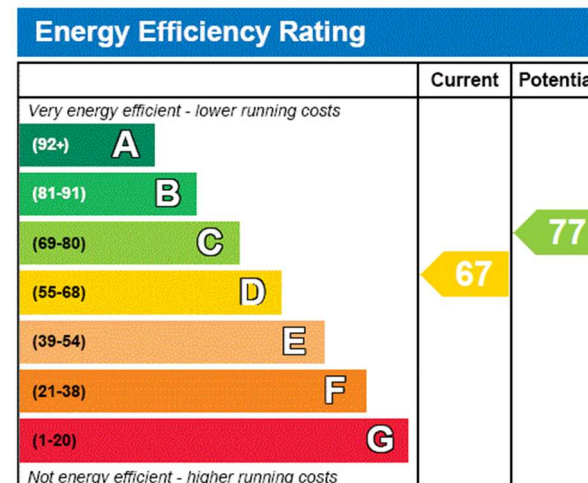 Energy Efficiency Rating
Current Potentia
Very energy efficient - lower running costs
(92+) A
(81-91) B
(69-80) C
77
(55-68) D
67
(39-54) E
(21-38) F
(1-20) G
Not energy efficient - higher running costs